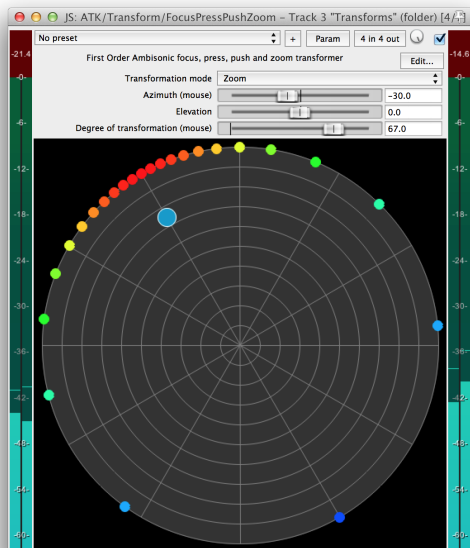 JS: ATK/Transform/FocusPressPushZoom - Track 3 "Transforms" (folder) [4/
No preset + Param 4 in 4 out
First Order Ambisonic focus, press, push and zoom transformer
Edit...
Transformation mode Zoom
Azimuth (mouse) -30.0
Elevation 0.0
Degree of transformation (mouse) 67.0
-21.4 -14.6
-0- -0-
-6- -6-
-12- -12-
-18- -18-
-24- -24-
-30- -30-
-36- -36-
-42- -42-
-48- -48-
-54- -54-
-60- -60-